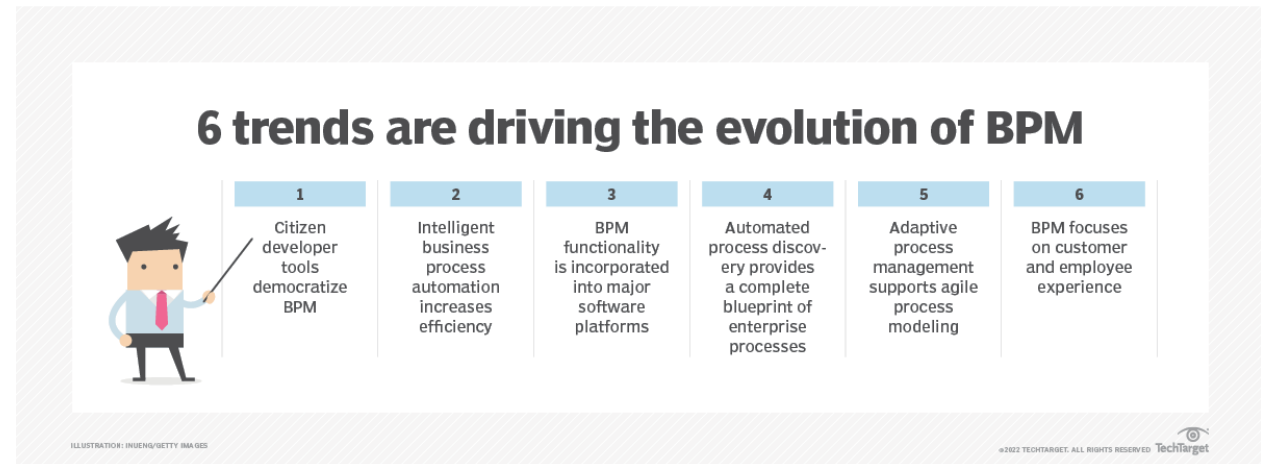 6 trends are driving the evolution of BPM
1
Citizen
developer
tools
democratize
BPM
2
Intelligent
business
process
automation
increases
efficiency
3
BPM
functionality
is incorporated
into major
software
platforms
4
Automated
process discov-
ery provides
a complete
blueprint of
enterprise
processes
5
Adaptive
process
management
supports agile
process
modeling
6
BPM focuses
on customer
and employee
experience
ILLUSTRATION: INUENG/GETTY IMAGES
©2022 TECHTARGET. ALL RIGHTS RESERVED TechTarget